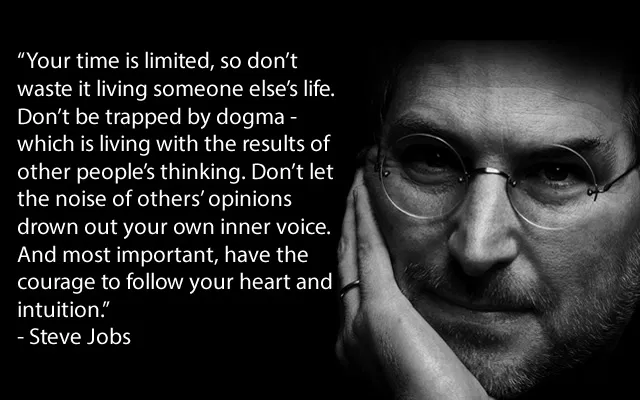 “Your time is limited, so don’t
waste it living someone else’s life.
Don’t be trapped by dogma -
which is living with the results of
other people’s thinking. Don’t let
the noise of others’ opinions
drown out your own inner voice.
And most important, have the
courage to follow your heart and
intuition.”
- Steve Jobs